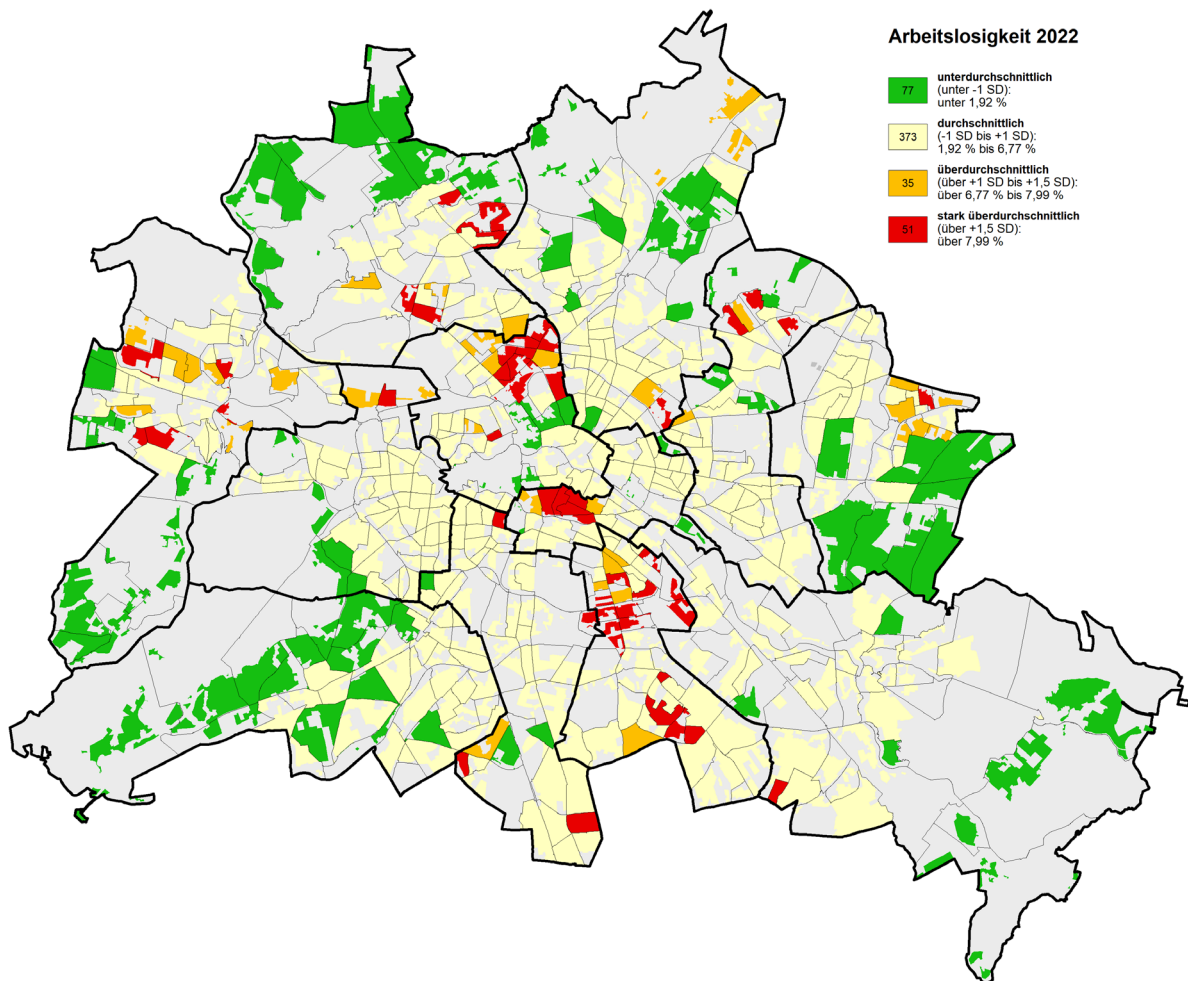 Arbeitslosigkeit 2022
77
unterdurchschnittlich
(unter -1 SD):
unter 1,92 %
373
durchschnittlich
(-1 SD bis +1 SD):
1,92 % bis 6,77 %
35
überdurchschnittlich
(über +1 SD bis +1,5 SD):
über 6,77 % bis 7,99 %
51
stark überdurchschnittlich
(über +1,5 SD):
über 7,99 %